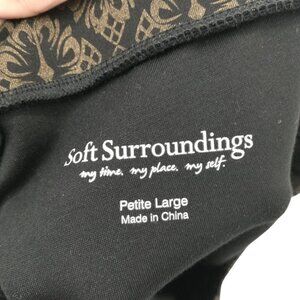 Soft Surroundings
my time. my place. my self.
Petite Large
Made in China